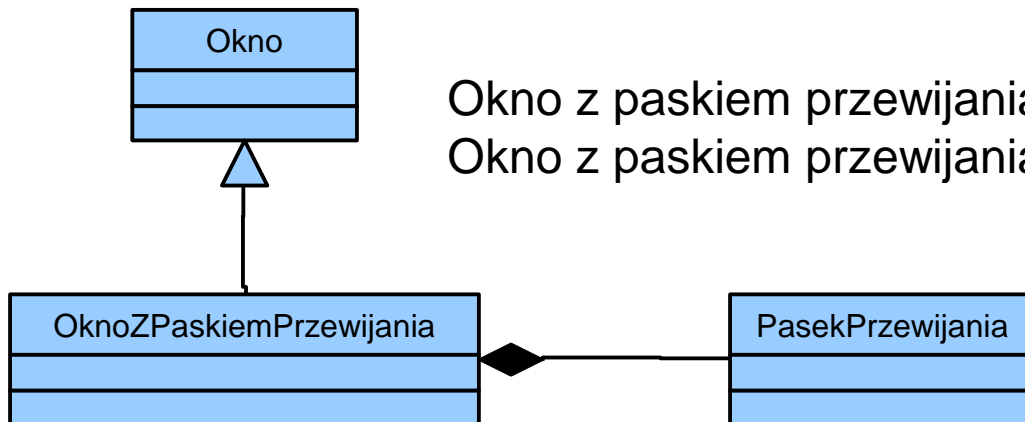 Okno
Okno z paskiem przewijania
Okno z paskiem przewijania
OknoZPaskiemPrzewijania
PasekPrzewijania